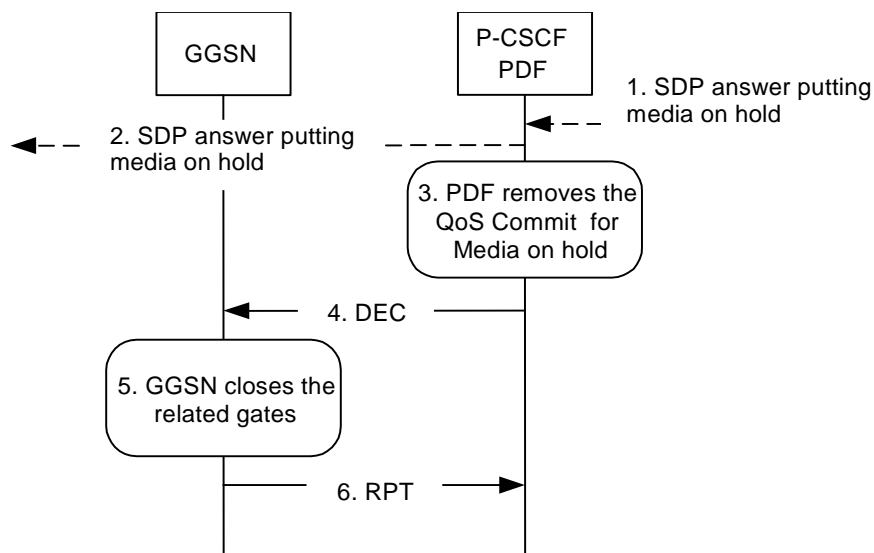 GGSN
P-CSCF
PDF
1. SDP answer putting
media on hold
2. SDP answer putting
media on hold
3. PDF removes the
QoS Commit for
Media on hold
4. DEC
5. GGSN closes the
related gates
6. RPT